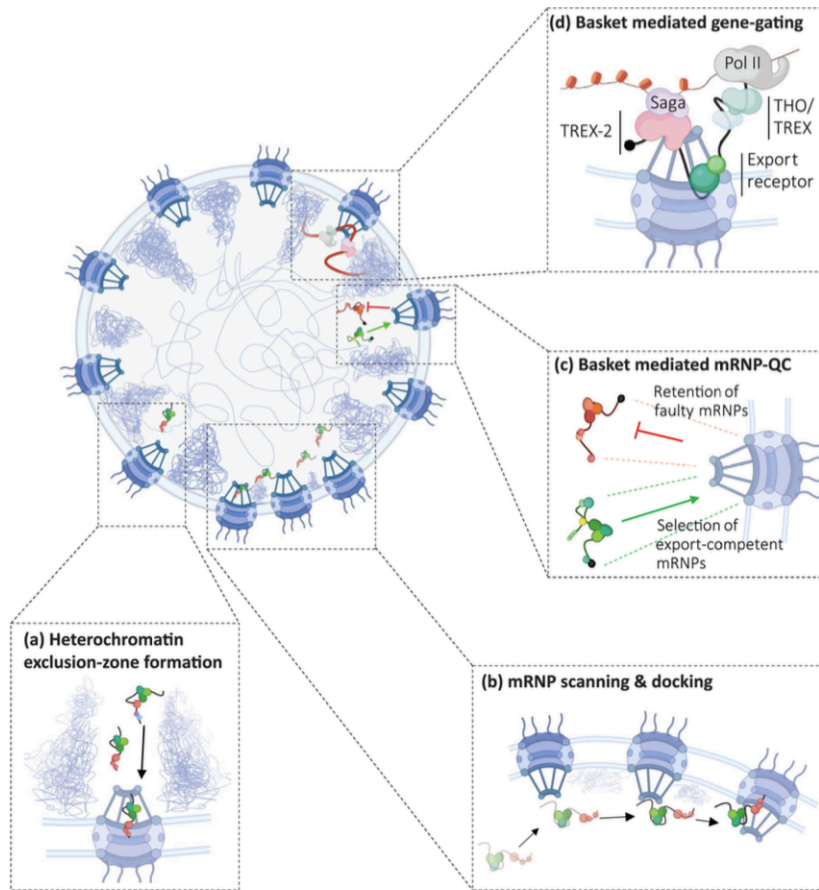 (d) Basket mediated gene-gating
Pol II
Saga
THO/
TREX
TREX-2
Export
receptor
(c) Basket mediated mRNP-QC
Retention of
faulty mRNPs
Selection of
export-competent
mRNPs
(a) Heterochromatin
exclusion-zone formation
(b) mRNP scanning & docking